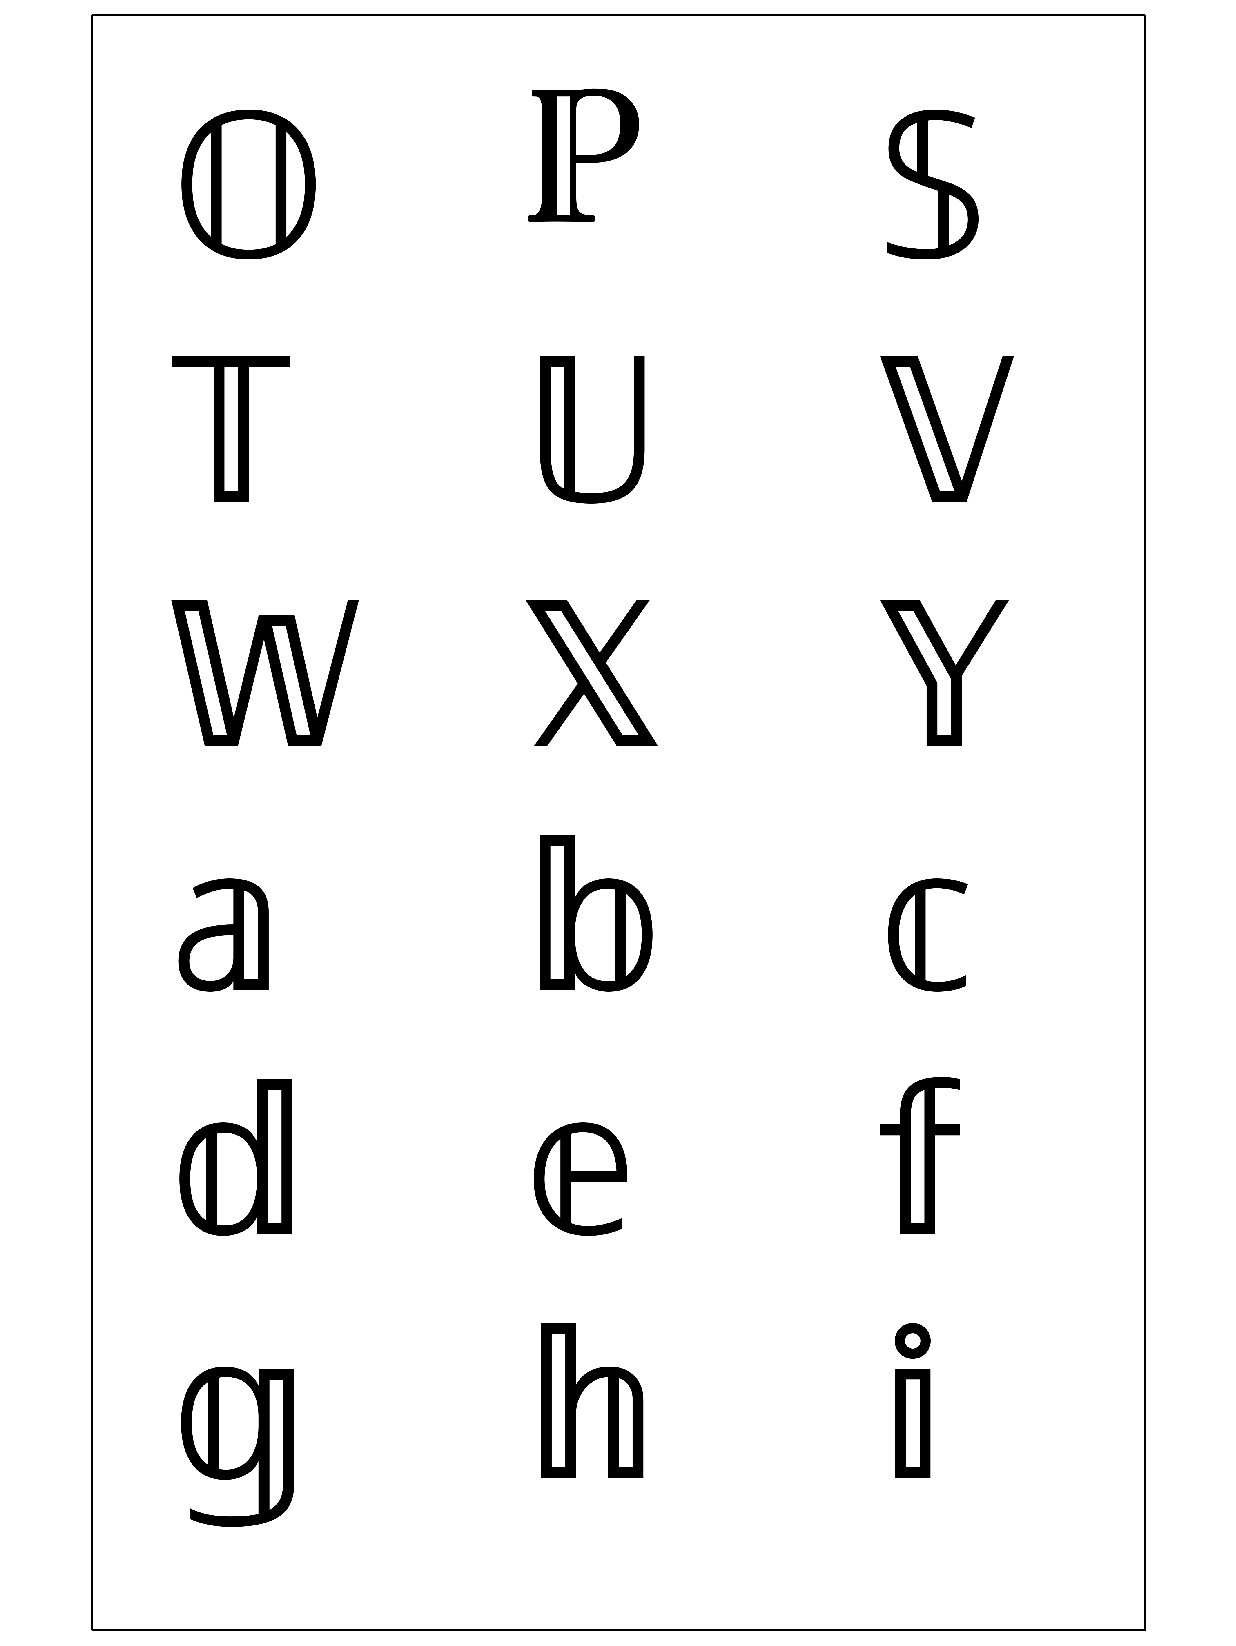 𝕆 ℙ 𝕊
𝕋 𝕌 𝕍
𝕎 𝕏 𝕐
𝕒 𝕓 𝕔
𝕕 𝕖 𝕗
𝕘 𝕙 𝕚